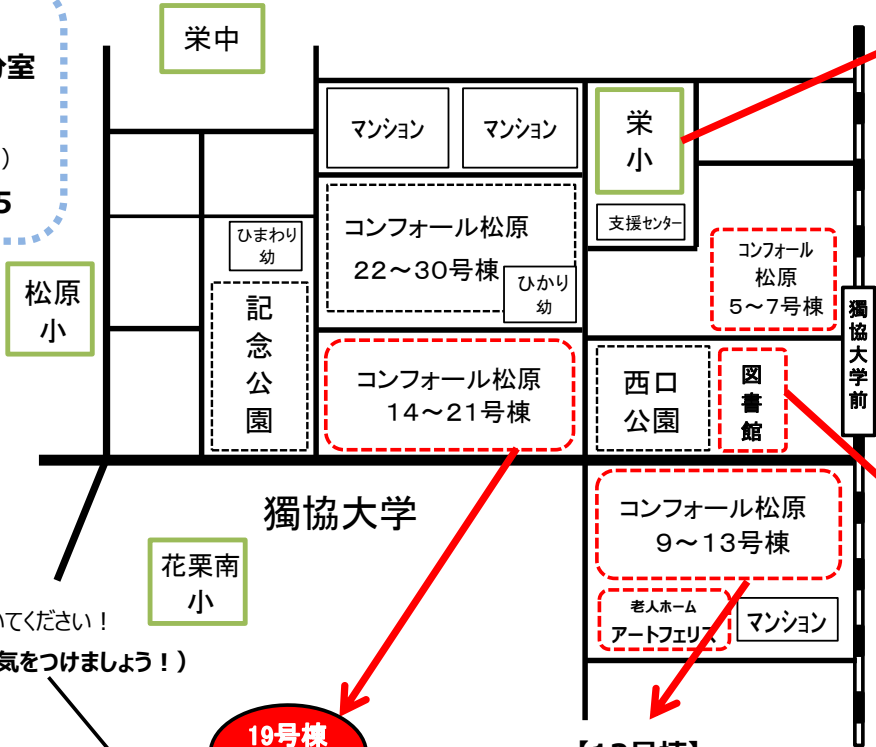 栄中
分室
)
5
マンション
マンション
栄
小
支援センター
ひまわり
幼
コンフォール松原
22～30号棟
ひかり
幼
コンフォール
松原
5～7号棟
松原
小
記
念
公
園
コンフォール松原
14～21号棟
西口
公園
図
書
館
獨
協
大
学
前
獨協大学
コンフォール松原
9～13号棟
花栗南
小
老人ホーム
アートフェリス
マンション
いてください！
気をつけましょう！）
19号棟
【13号棟】